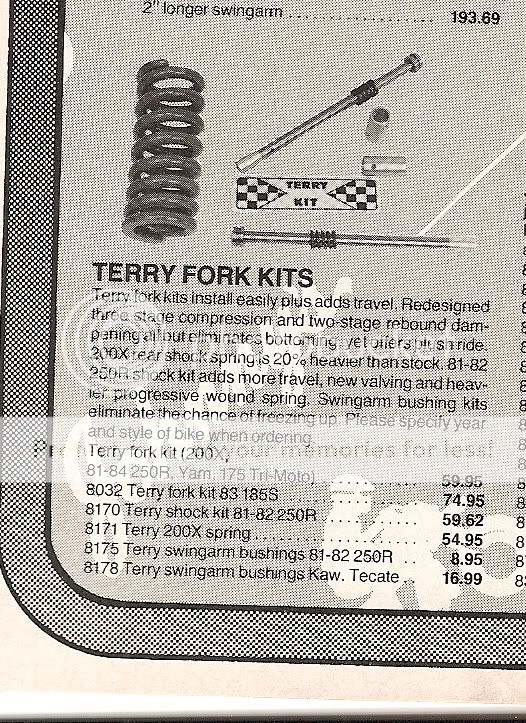 2" longer swingarm .................... 193.69
TERRY
KIT
TERRY FORK KITS
Terry fork kits install easily plus adds travel. Redesigned
three stage compression and two-stage rebound dam-
pening all but eliminates bottoming, yet offers plush ride.
200X rear shock spring is 20% heavier than stock. 81-82
250R shock kit adds more travel, new valving and heav-
ier progressive wound spring. Swingarm bushing kits
eliminate the chance of freezing up. Please specify year
and style of bike when ordering.
Terry fork kit (200X,
81-84 250R, Yam. 175 Tri-Moto) .......... 59.95
8032 Terry fork kit 83 185S .......... 74.95
8170 Terry shock kit 81-82 250R .......... 59.62
8171 Terry 200X spring .......... 54.95
8175 Terry swingarm bushings 81-82 250R .. 8.95
8178 Terry swingarm bushings Kaw. Tecate .. 16.99
your memories for less!